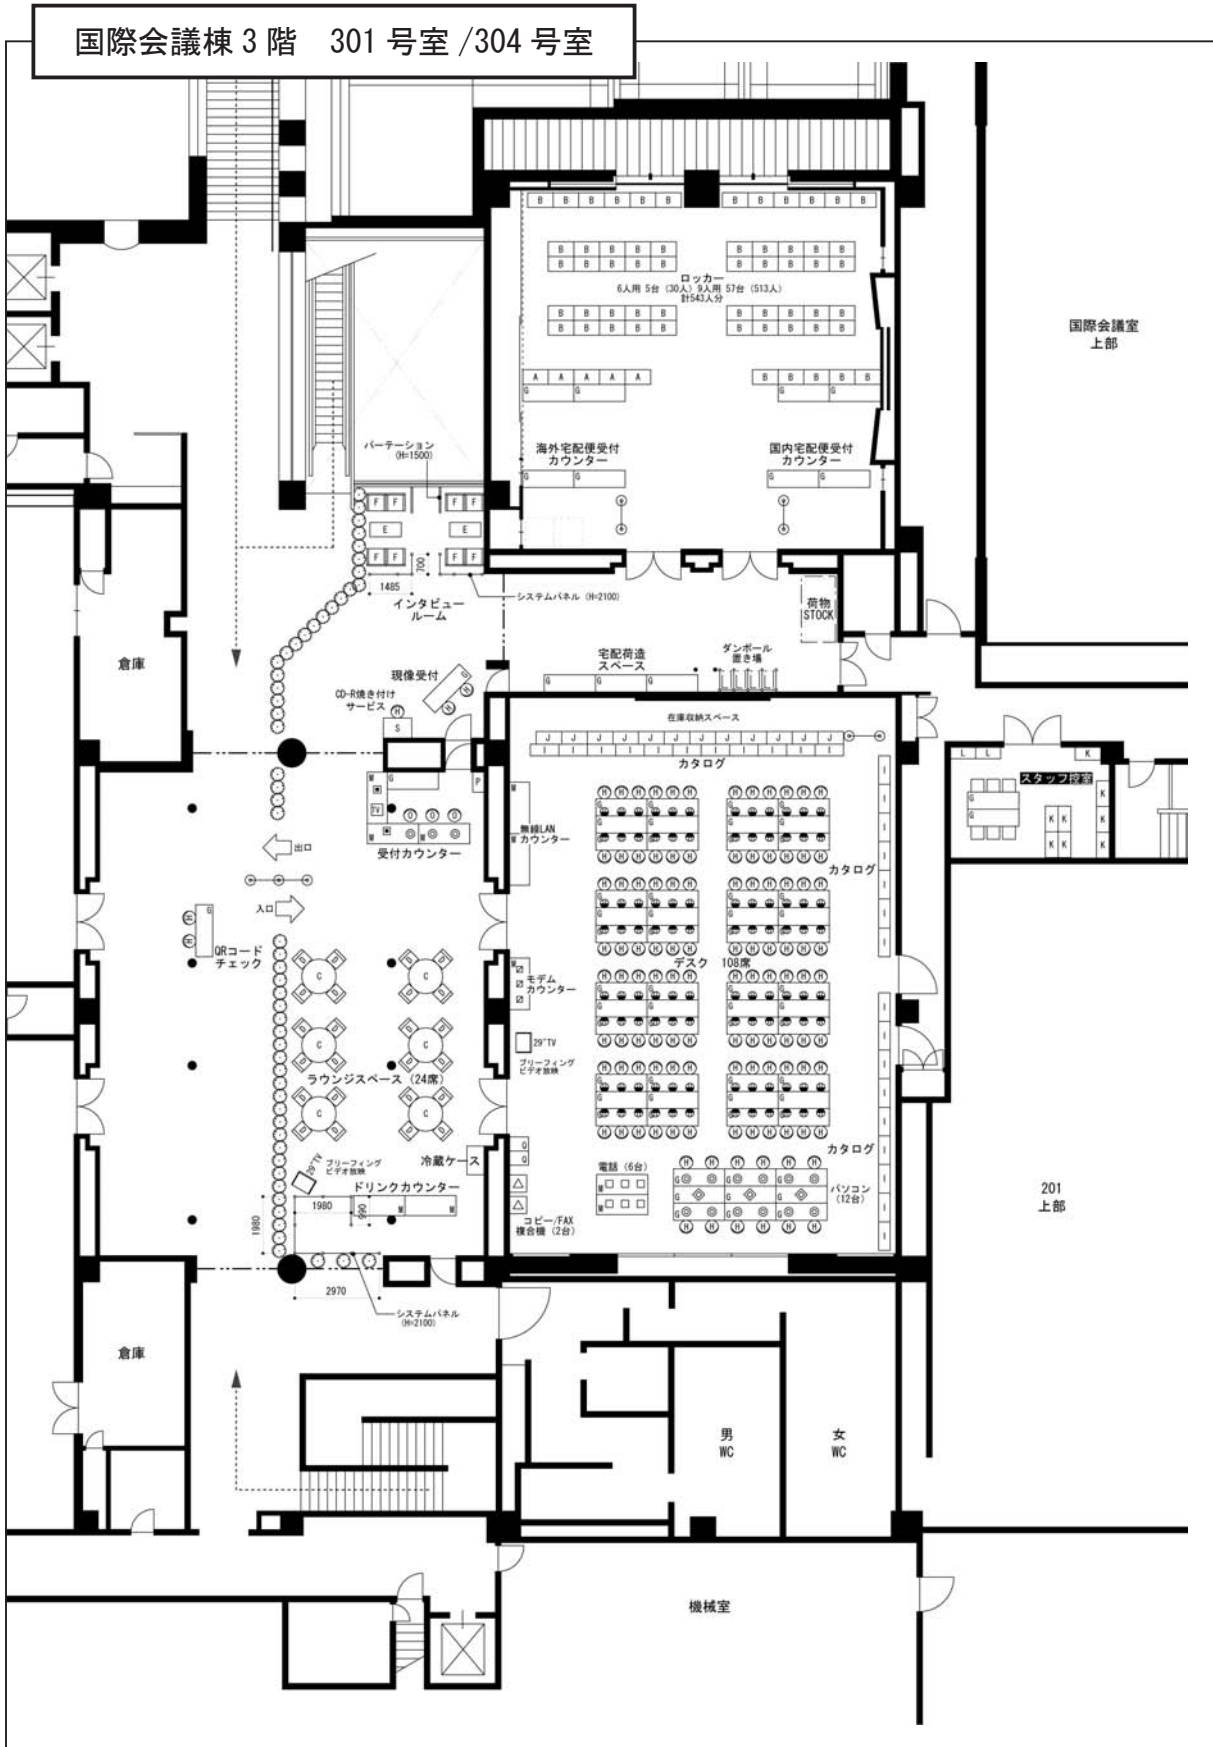 国際会議棟3階　301号室/304号室
ロッカー
6人用 5台（30人）9人用 57台（513人）
計543人分
国際会議室
上部
パーテーション
(H=1500)
海外宅配便受付
カウンター
国内宅配便受付
カウンター
700
1485
インタビュー
ルーム
システムパネル (H=2100)
荷物
STOCK
倉庫
現像受付
CD-R焼き付け
サービス
宅配荷造
スペース
ダンボール
置き場
在庫収納スペース
カタログ
スタッフ控室
無線LAN
カウンター
受付カウンター
TV
出口
入口
カタログ
QRコード
チェック
デスク　108席
モデム
カウンター
29"TV
ブリーフィング
ビデオ放映
ラウンジスペース（24席）
カタログ
冷蔵ケース
29"TV
ブリーフィング
ビデオ放映
ドリンクカウンター
電話（6台）
パソコン
(12台)
201
上部
1980
990
1980
コピー/FAX
複合機（2台）
2970
システムパネル
(H=2100)
倉庫
男
WC
女
WC
機械室